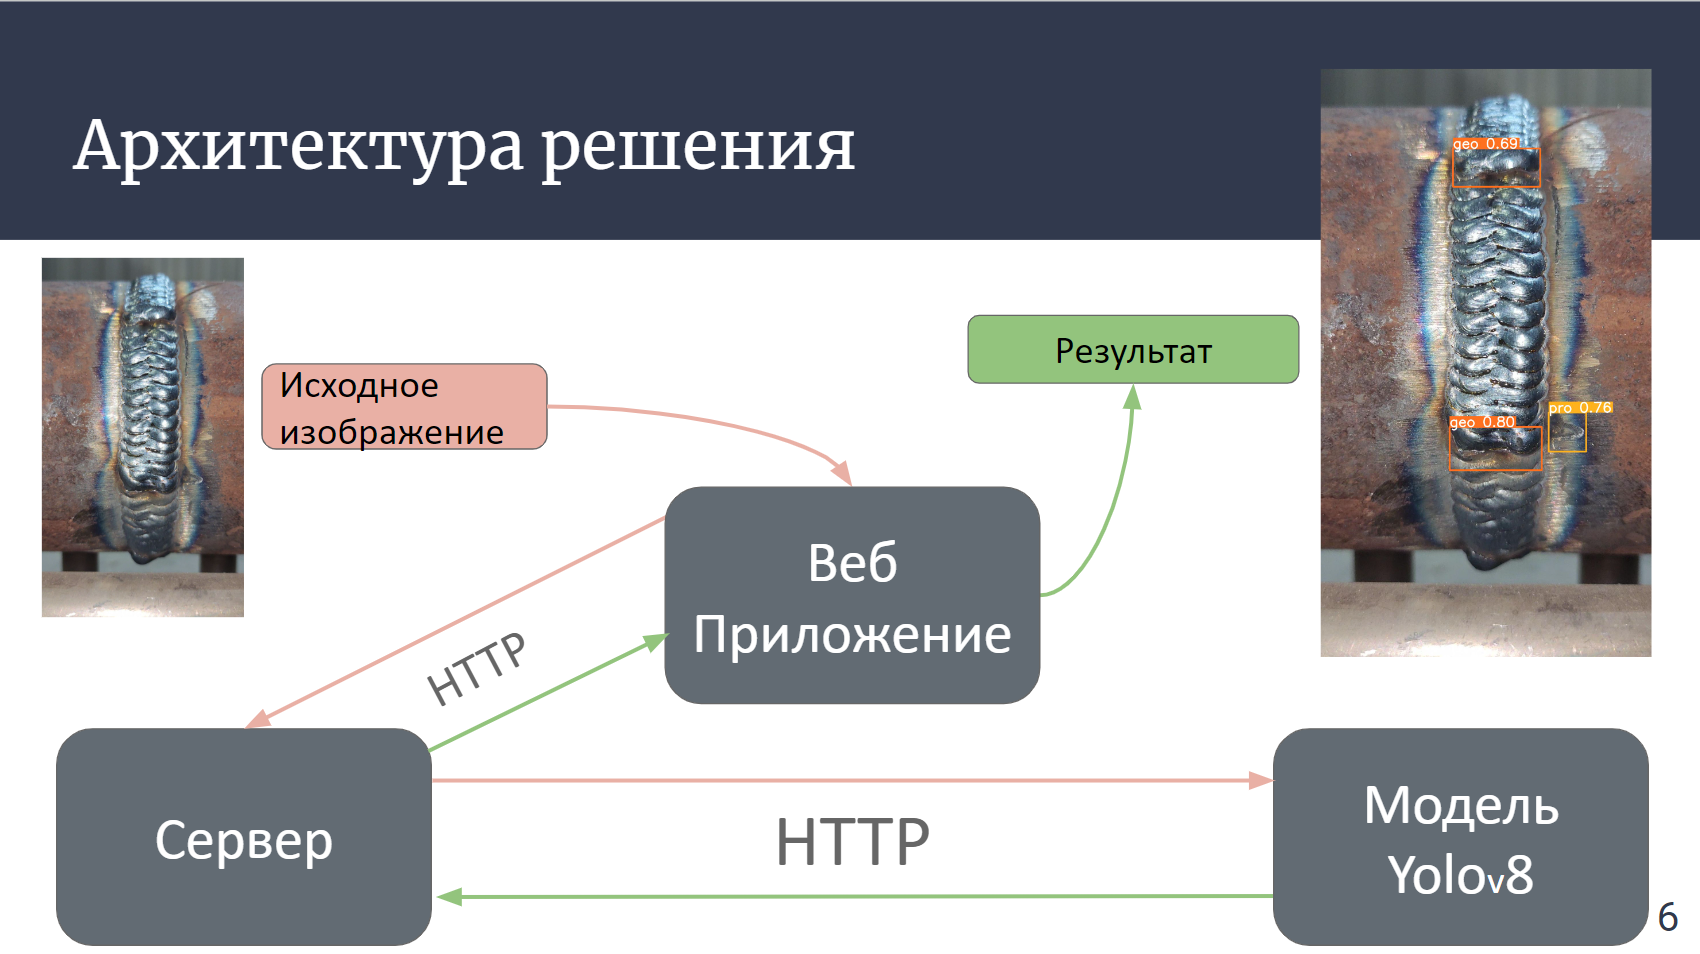 Архитектура решения
geo 0.69
Исходное
изображение
Результат
pro 0.76
geo 0.80
Веб
Приложение
HTTP
Сервер
HTTP
Модель
Yolov8
6